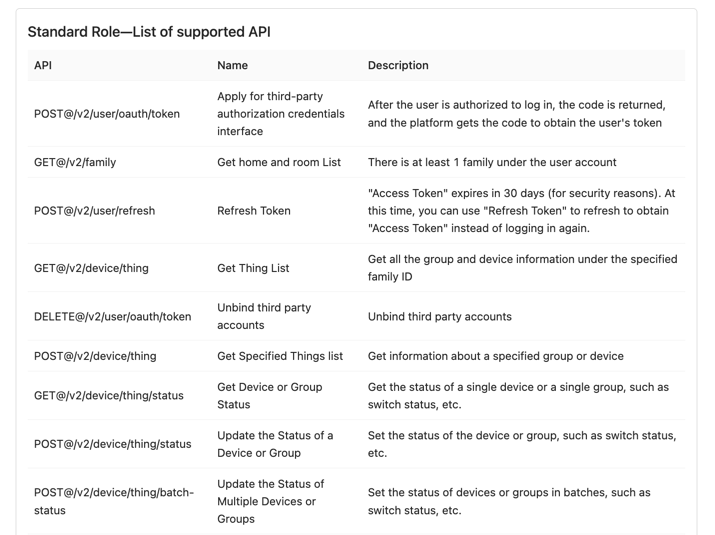 Standard Role—List of supported API
API Name Description
POST@/v2/user/oauth/token
Apply for third-party
authorization credentials
interface
After the user is authorized to log in, the code is returned,
and the platform gets the code to obtain the user's token
GET@/v2/family
Get home and room List
There is at least 1 family under the user account
POST@/v2/user/refresh
Refresh Token
"Access Token" expires in 30 days (for security reasons). At
this time, you can use "Refresh Token" to refresh to obtain
"Access Token" instead of logging in again.
GET@/v2/device/thing
Get Thing List
Get all the group and device information under the specified
family ID
DELETE@/v2/user/oauth/token
Unbind third party
accounts
Unbind third party accounts
POST@/v2/device/thing
Get Specified Things list
Get information about a specified group or device
GET@/v2/device/thing/status
Get Device or Group
Status
Get the status of a single device or a single group, such as
switch status, etc.
POST@/v2/device/thing/status
Update the Status of a
Device or Group
Set the status of the device or group, such as switch status,
etc.
POST@/v2/device/thing/batch-
status
Update the Status of
Multiple Devices or
Groups
Set the status of devices or groups in batches, such as
switch status, etc.